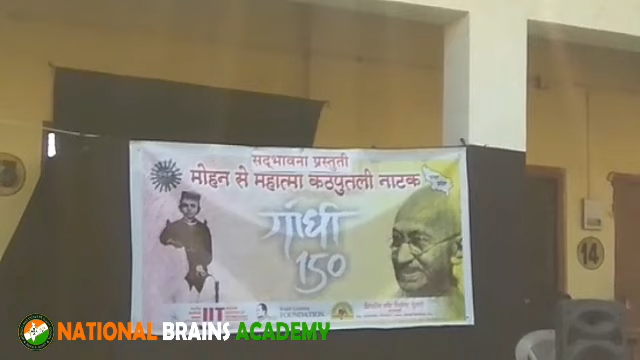 सद्भावना प्रस्तुती
मोहन से महात्मा कठपुतली नाटक
गांधी
150
IIT
FOUNDATION
14
NATIONAL BRAINS ACADEMY